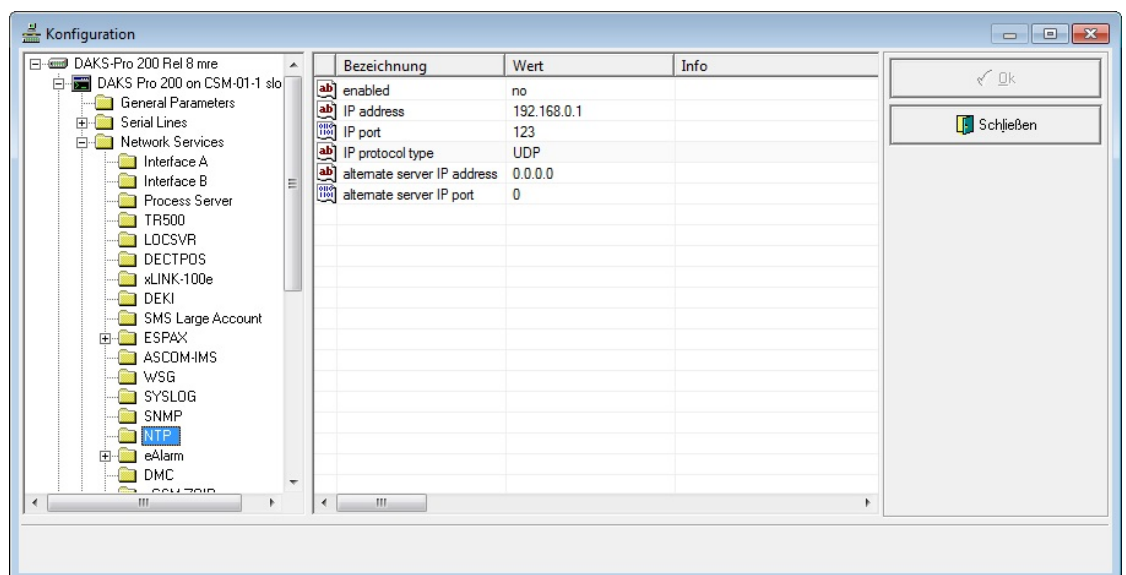 Konfiguration
DAKS-Pro 200 Rel 8 mre
DAKS Pro 200 on CSM-01-1 slo
General Parameters
Serial Lines
Network Services
Interface A
Interface B
Process Server
TR500
LOCSVR
DECTPOS
xLINK-100e
DEKI
SMS Large Account
ESPAX
ASCOM-IMS
WSG
SYSLOG
SNMP
NTP
eAlarm
DMC
Bezeichnung Wert Info
enabled no
IP address 192.168.0.1
IP port 123
IP protocol type UDP
alternate server IP address 0.0.0.0
alternate server IP port 0
Ok
Schließen